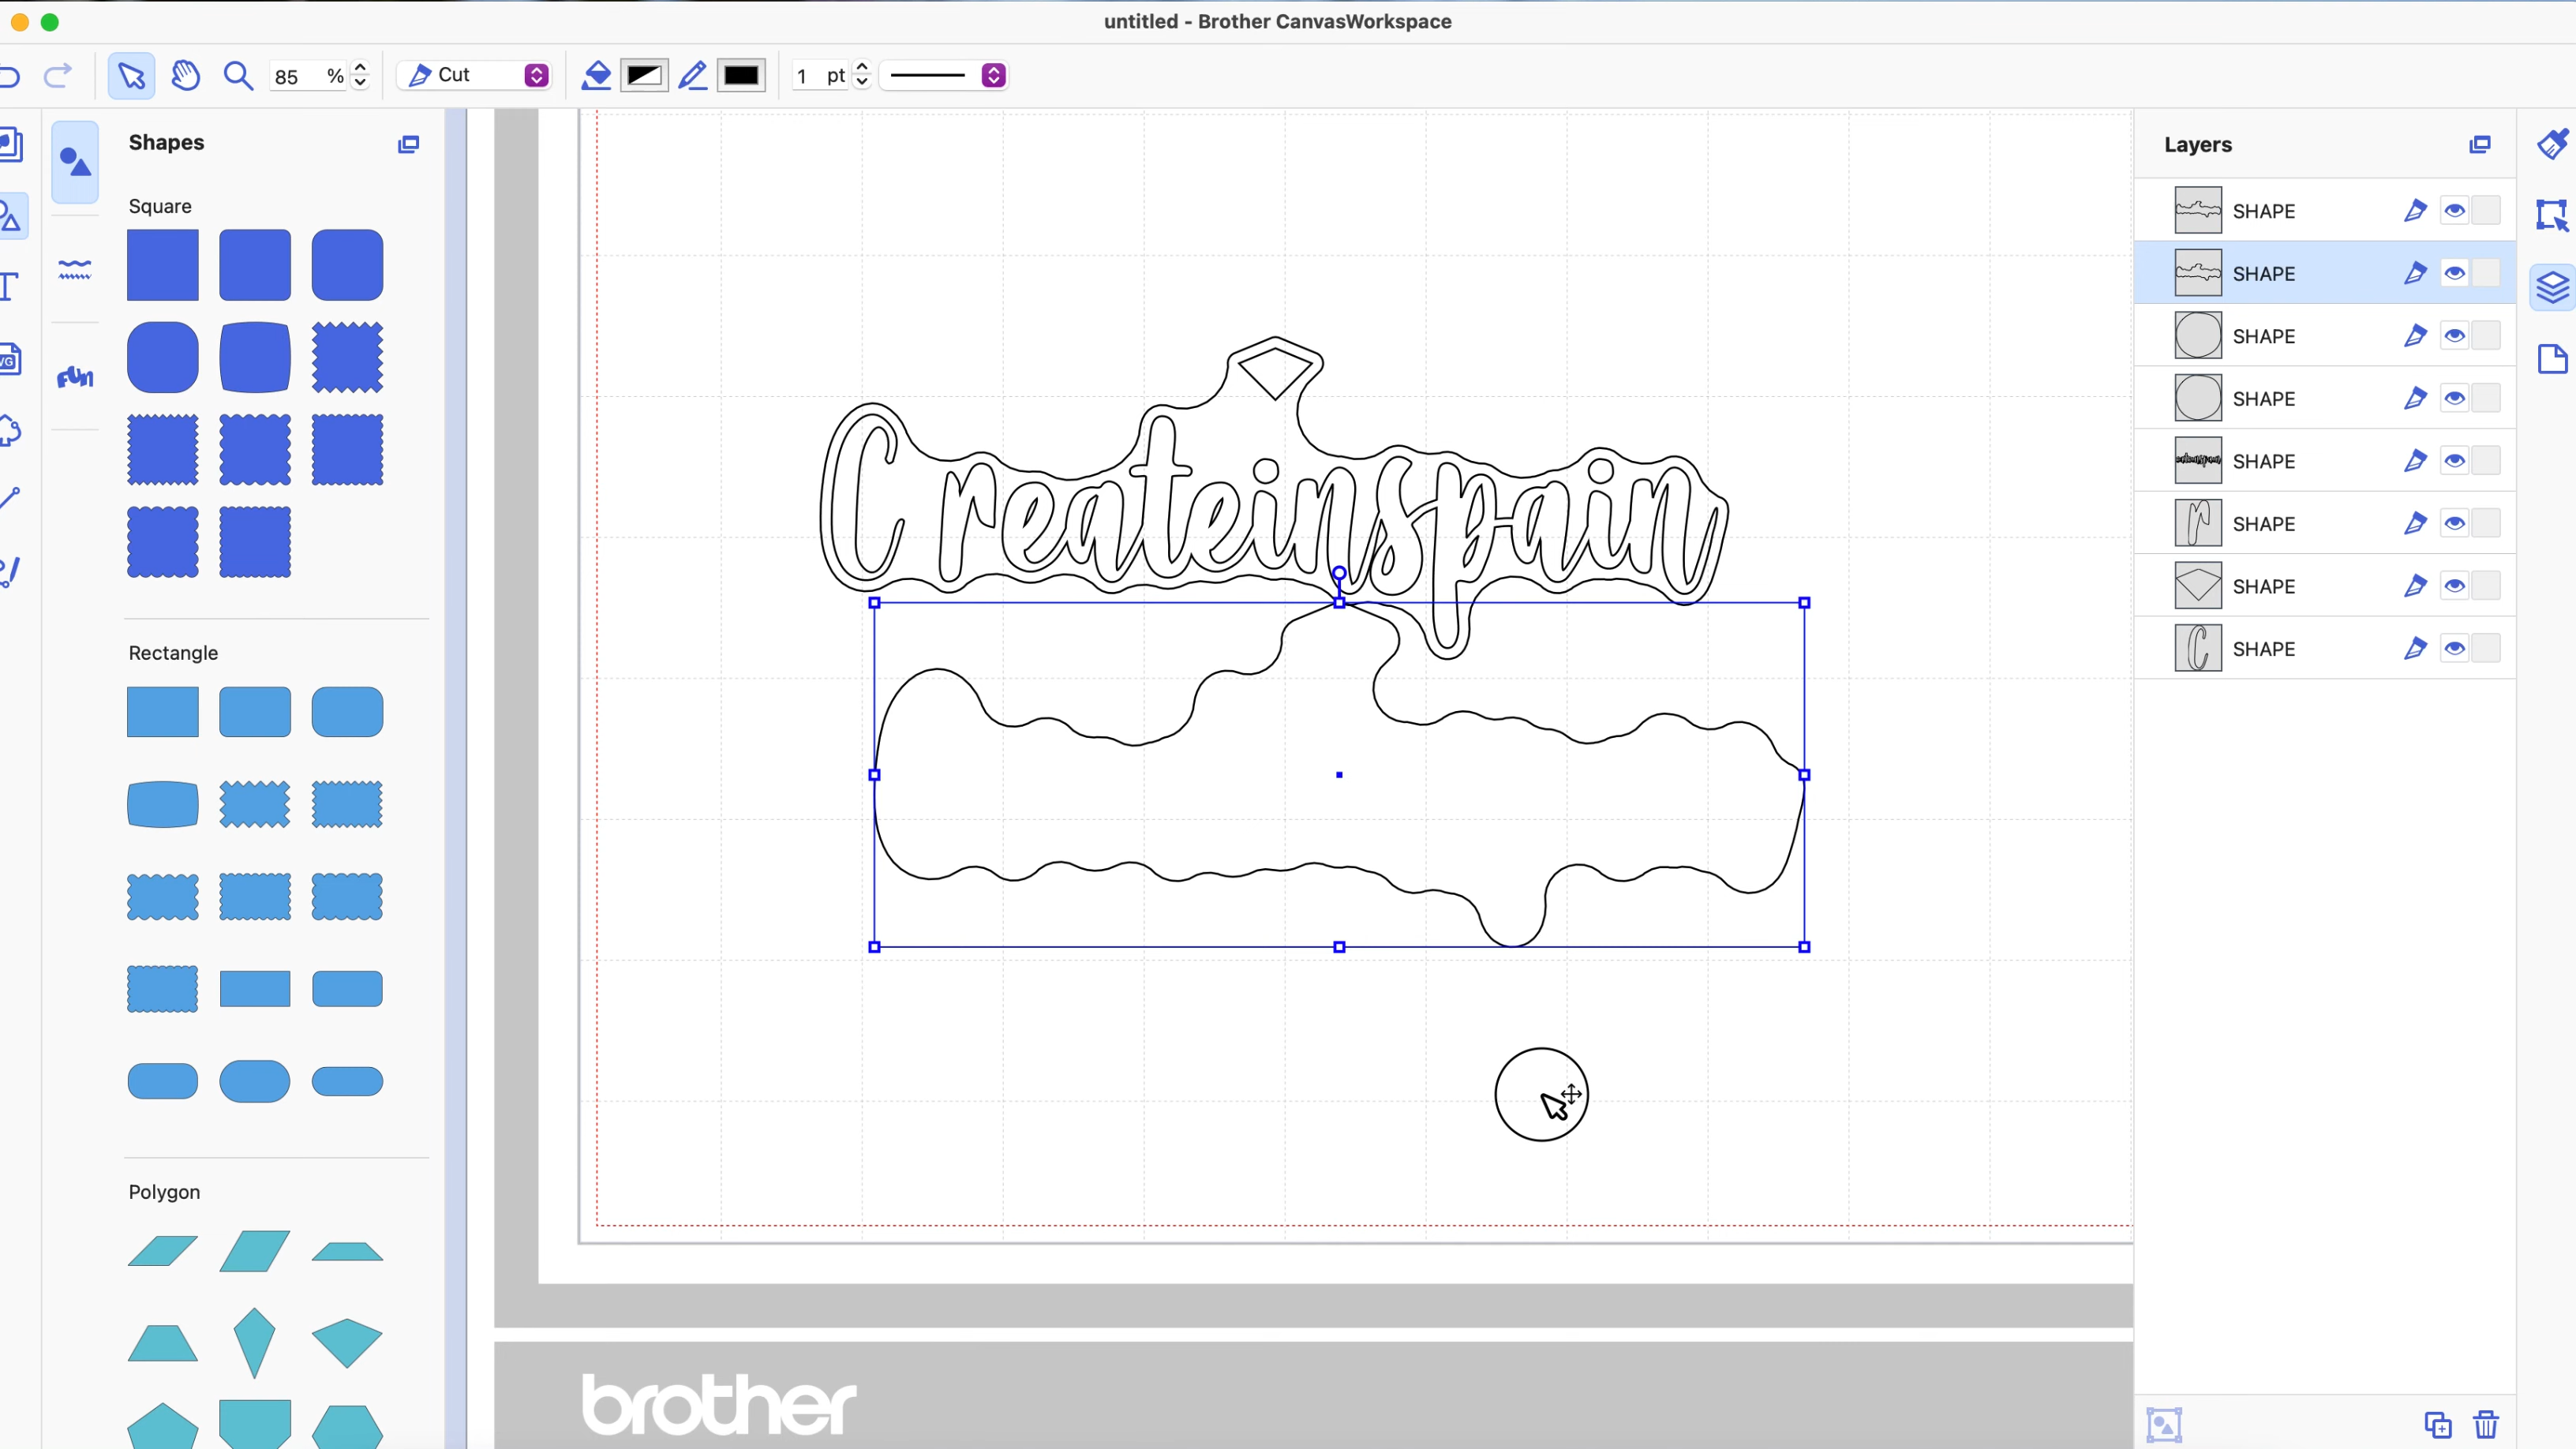 untitled - Brother CanvasWorkspace
85 %
Cut
1 pt
Shapes
Square
Rectangle
Polygon
Fun
Createinspain
brother
Layers
SHAPE
SHAPE
SHAPE
SHAPE
SHAPE
SHAPE
SHAPE
SHAPE